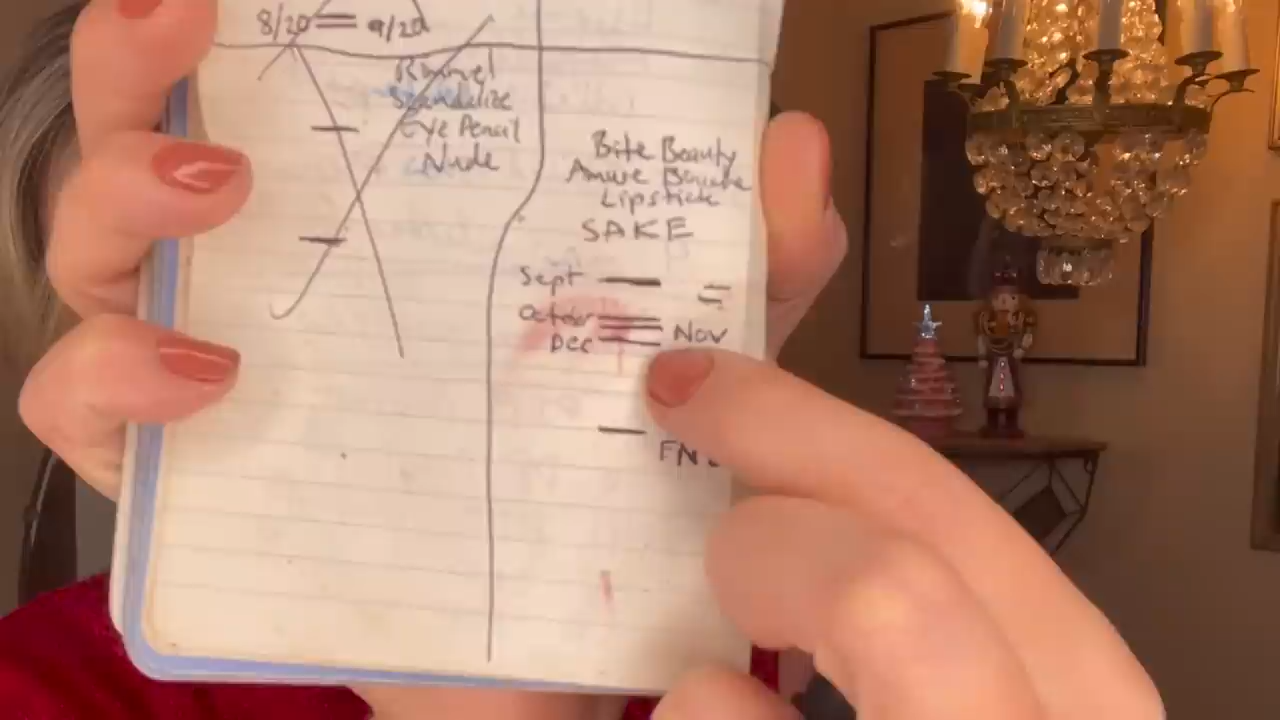 8/20 9/20
Rimmel
Scandalize
Eye Pencil
Nude
Bite Beauty
Amuse Bouche
Lipstick
SAKE
Sept
October
Nov
Dec